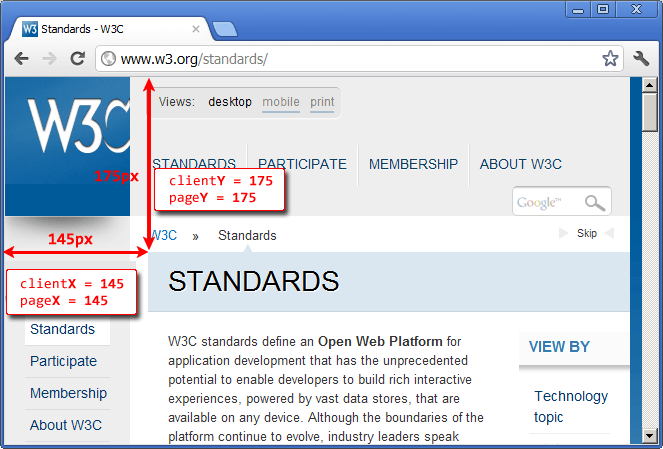 Standards - W3C
www.w3.org/standards/
W3C
Views: desktop mobile print
STANDARDS PARTICIPATE MEMBERSHIP ABOUT W3C
175px
clientY = 175
pageY = 175
Google™
145px
W3C » Standards
Skip
clientX = 145
pageX = 145
STANDARDS
Standards
Participate
Membership
About W3C
W3C standards define an Open Web Platform for
application development that has the unprecedented
potential to enable developers to build rich interactive
experiences, powered by vast data stores, that are
available on any device. Although the boundaries of the
platform continue to evolve, industry leaders speak
VIEW BY
Technology
topic